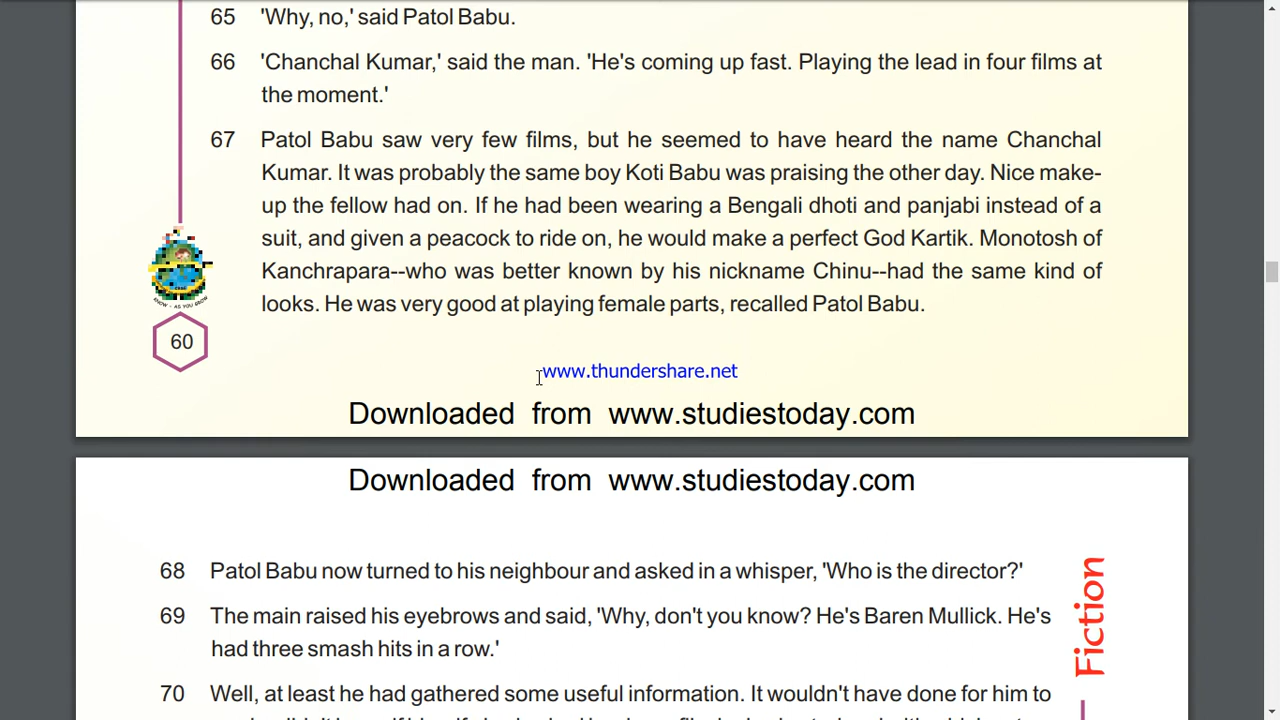 65 'Why, no,' said Patol Babu.
66 'Chanchal Kumar,' said the man. 'He's coming up fast. Playing the lead in four films at
the moment.'
67 Patol Babu saw very few films, but he seemed to have heard the name Chanchal
Kumar. It was probably the same boy Koti Babu was praising the other day. Nice make-
up the fellow had on. If he had been wearing a Bengali dhoti and panjabi instead of a
suit, and given a peacock to ride on, he would make a perfect God Kartik. Monotosh of
Kanchrapara--who was better known by his nickname Chinu--had the same kind of
looks. He was very good at playing female parts, recalled Patol Babu.
60
www.thundershare.net
Downloaded from www.studiestoday.com
Downloaded from www.studiestoday.com
68 Patol Babu now turned to his neighbour and asked in a whisper, 'Who is the director?'
69 The main raised his eyebrows and said, 'Why, don't you know? He's Baren Mullick. He's
had three smash hits in a row.'
70 Well, at least he had gathered some useful information. It wouldn't have done for him to
Fiction